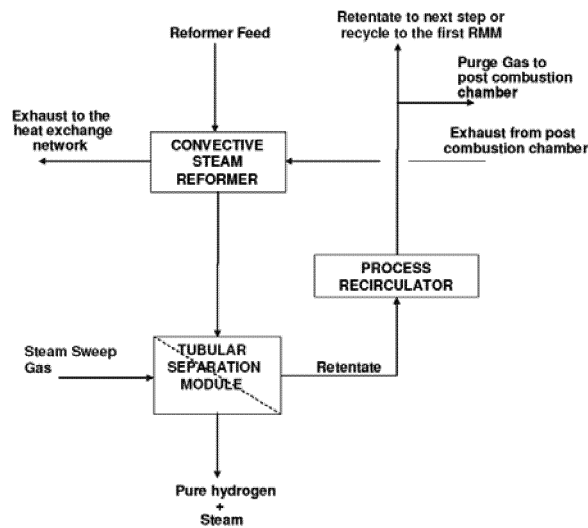 Retentate to next step or
recycle to the first RMM
Reformer Feed
Purge Gas to
post combustion
chamber
Exhaust to the
heat exchange
network
CONVECTIVE
STEAM
REFORMER
Exhaust from post
combustion chamber
PROCESS
RECIRCULATOR
Steam Sweep
Gas
TUBULAR
SEPARATION
MODULE
Retentate
Pure hydrogen
+
Steam